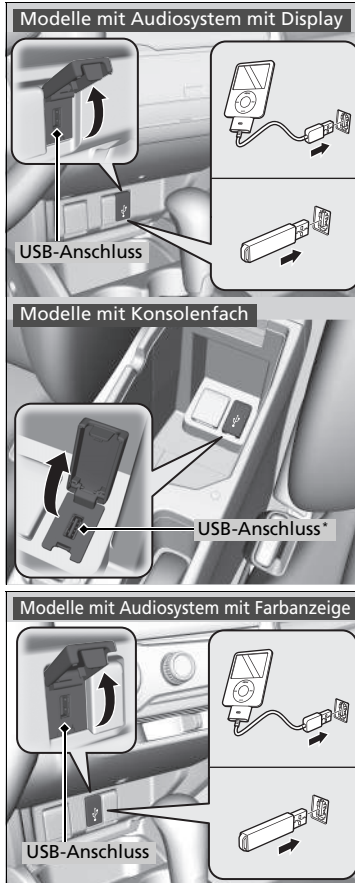 Modelle mit Audiosystem mit Display
USB-Anschluss
Modelle mit Konsolenfach
USB-Anschluss*
Modelle mit Audiosystem mit Farbanzeige
USB-Anschluss